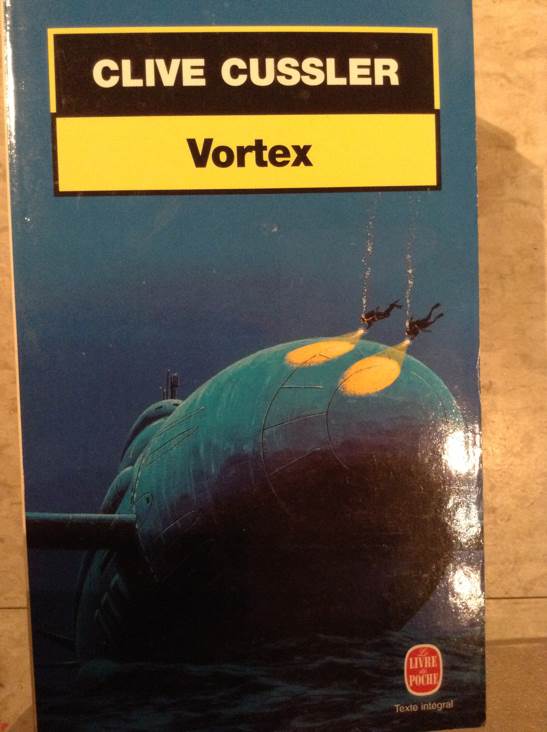 CLIVE CUSSLER
Vortex
Le
LIVRE
de
POCHE
Texte intégral